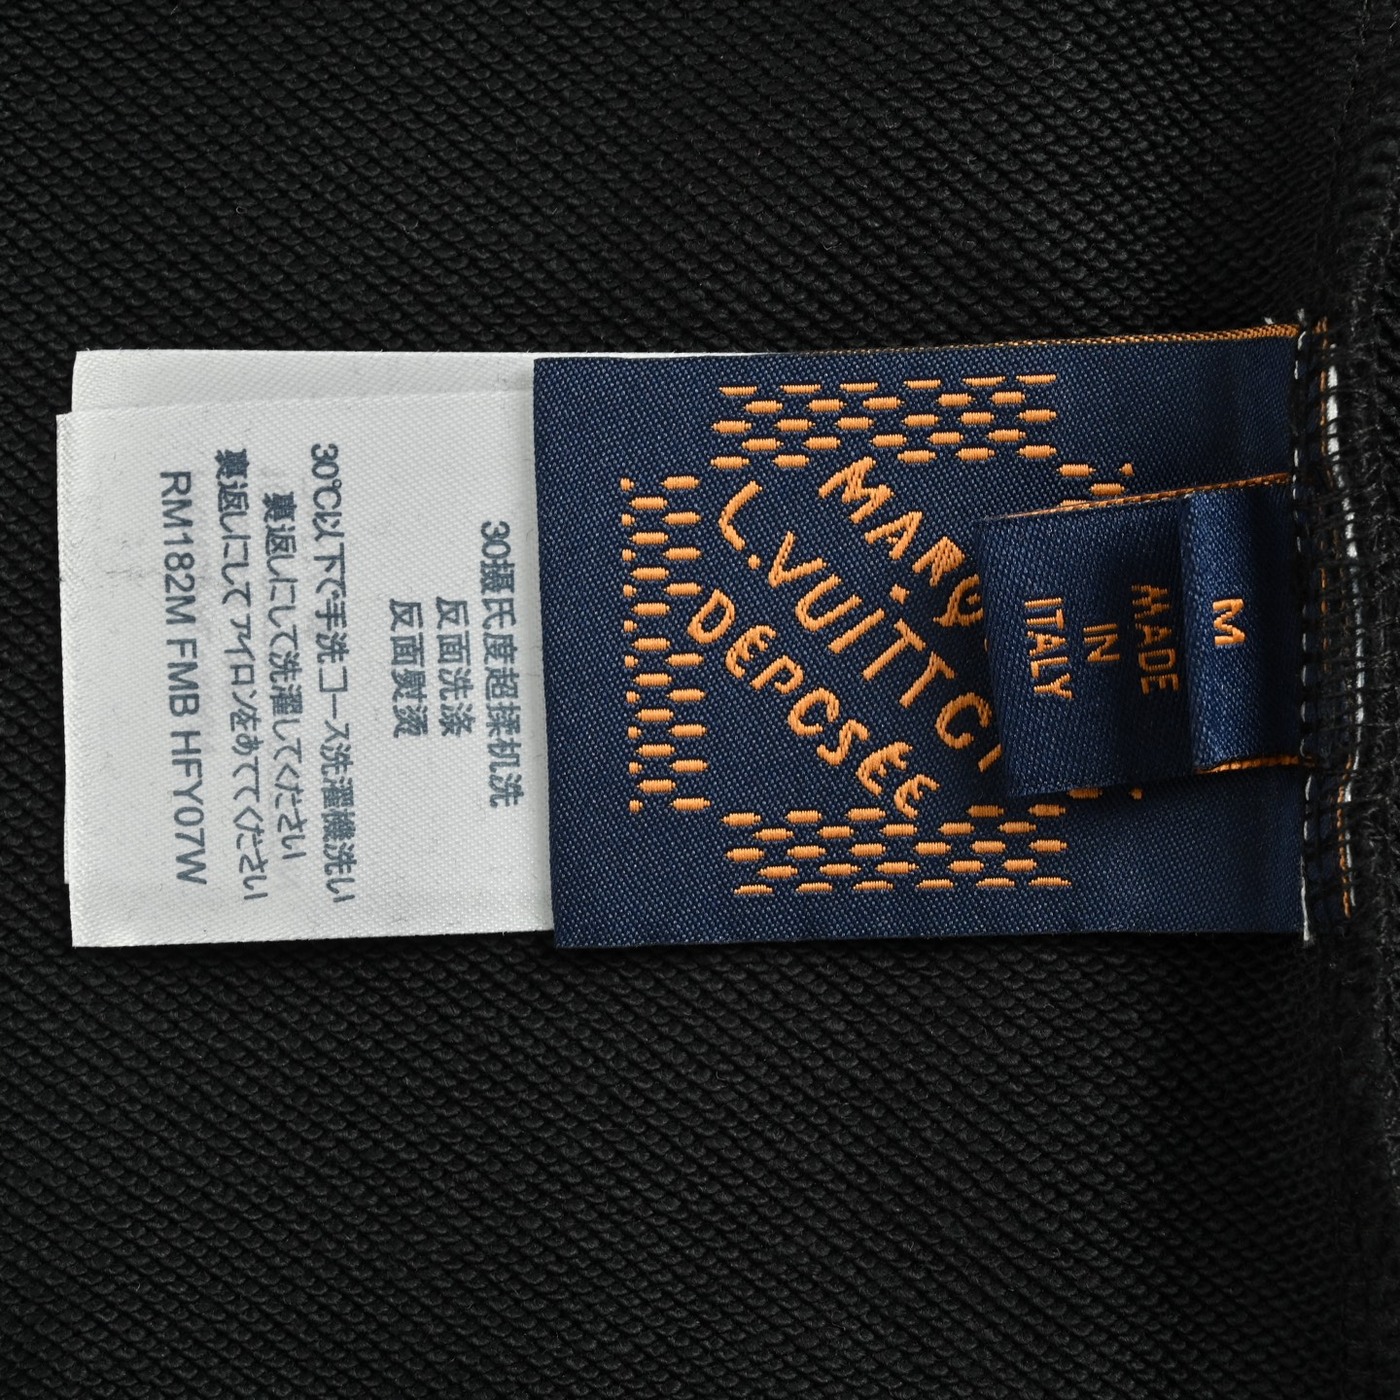 M
MADE
IN
ITALY
MARQ
L.VUITTO
DEPOSÉE
30摄氏度超揉机洗
反面洗涤
反面熨烫
30℃以下で手洗コース洗濯機洗い
裏返しにして洗濯してください
裏返しにしてアイロンをあててください
RM182M FMB HFY07W